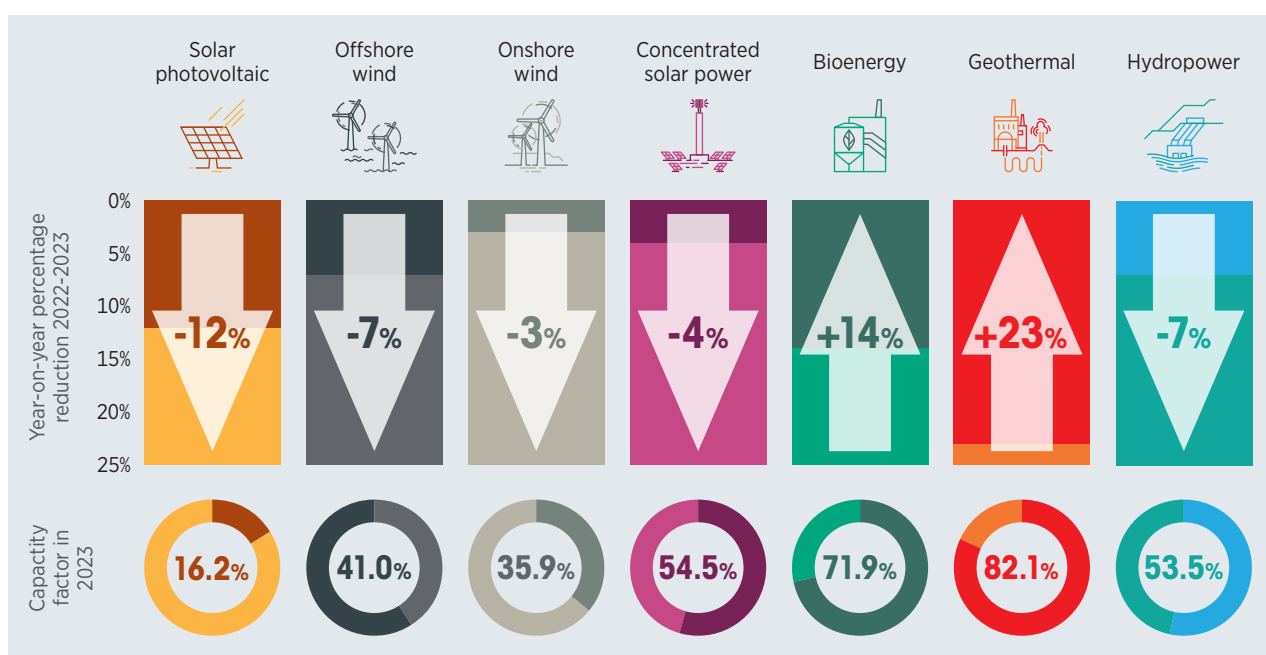 Solar
photovoltaic
Offshore
wind
Onshore
wind
Concentrated
solar power
Bioenergy
Geothermal
Hydropower
Year-on-year percentage
reduction 2022-2023
0%
5%
10%
15%
20%
25%
-12%
-7%
-3%
-4%
+14%
+23%
-7%
Capactity
factor in
2023
16.2%
41.0%
35.9%
54.5%
71.9%
82.1%
53.5%